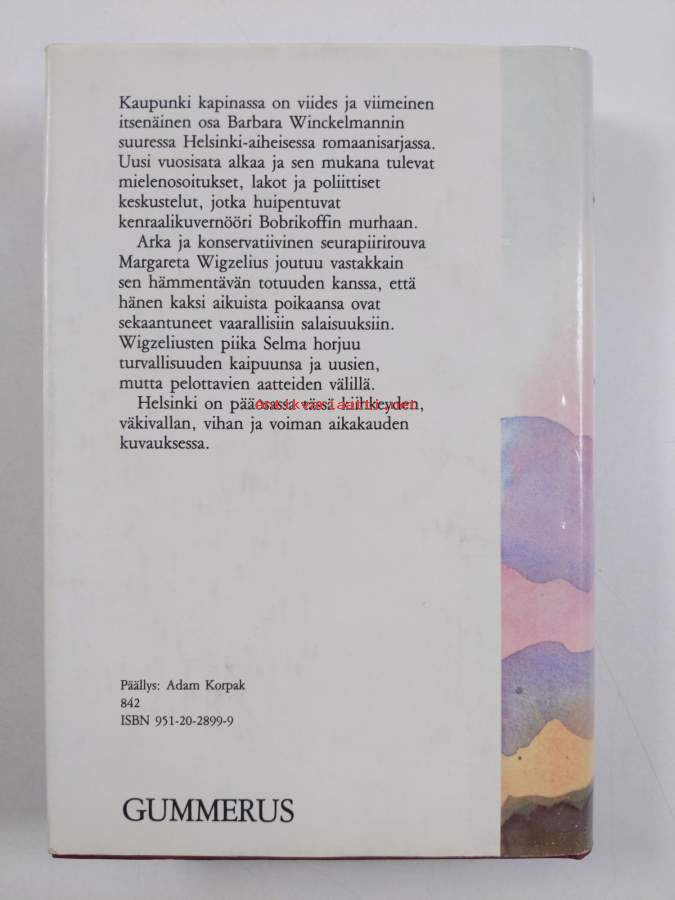 Kaupunki kapinassa on viides ja viimeinen
itsenäinen osa Barbara Winckelmannin
suuressa Helsinki-aiheisessa romaanisarjassa.
Uusi vuosisata alkaa ja sen mukana tulevat
mielenosoitukset, lakot ja poliittiset
keskustelut, jotka huipentuvat
kenraalikuvernööri Bobrikoffin murhaan.
Arka ja konservatiivinen seurapiirirouva
Margareta Wigzelius joutuu vastakkain
sen hämmentävän totuuden kanssa, että
hänen kaksi aikuista poikaansa ovat
sekaantuneet vaarallisiin salaisuuksiin.
Wigzeliusten piika Selma horjuu
turvallisuuden kaipuunsa ja uusien,
mutta pelottavien aatteiden välillä.
Helsinki on pääosassa tässä kiihkeyden,
väkivallan, vihan ja voiman aikakauden
kuvauksessa.
Päällys: Adam Korpak
842
ISBN 951-20-2899-9
GUMMERUS